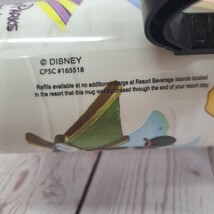 PARKS
© DISNEY
CPSC #165518
Refills available at no additional charge at Resort Beverage Islands located
in the resort that this mug was purchased through the end of your resort stay.